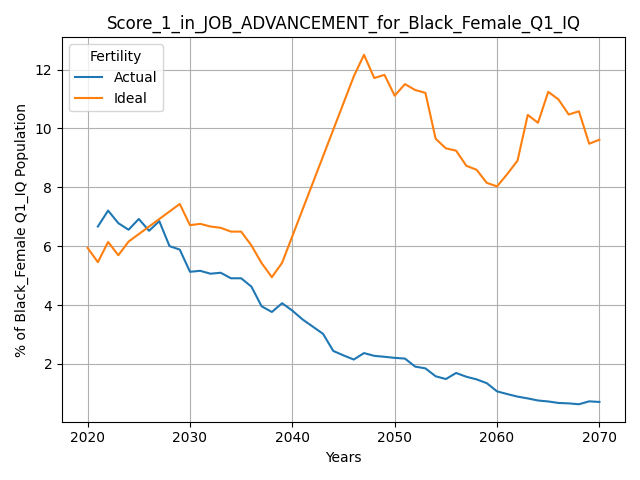 Score_1_in_JOB_ADVANCEMENT_for_Black_Female_Q1_IQ
Fertility
Actual
Ideal
% of Black_Female Q1_IQ Population
12
10
8
6
4
2
2020 2030 2040 2050 2060 2070
Years